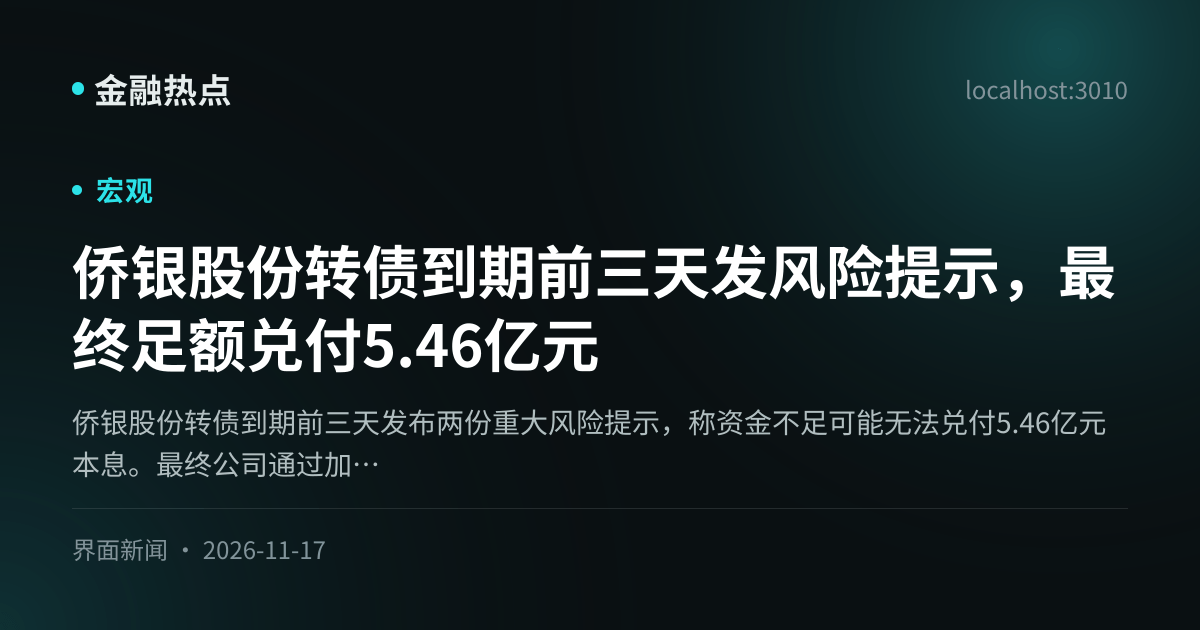 金融热点
localhost:3010
宏观
侨银股份转债到期前三天发风险提示，最
终足额兑付5.46亿元
侨银股份转债到期前三天发布两份重大风险提示，称资金不足可能无法兑付5.46亿元
本息。最终公司通过加…
界面新闻 · 2026-11-17